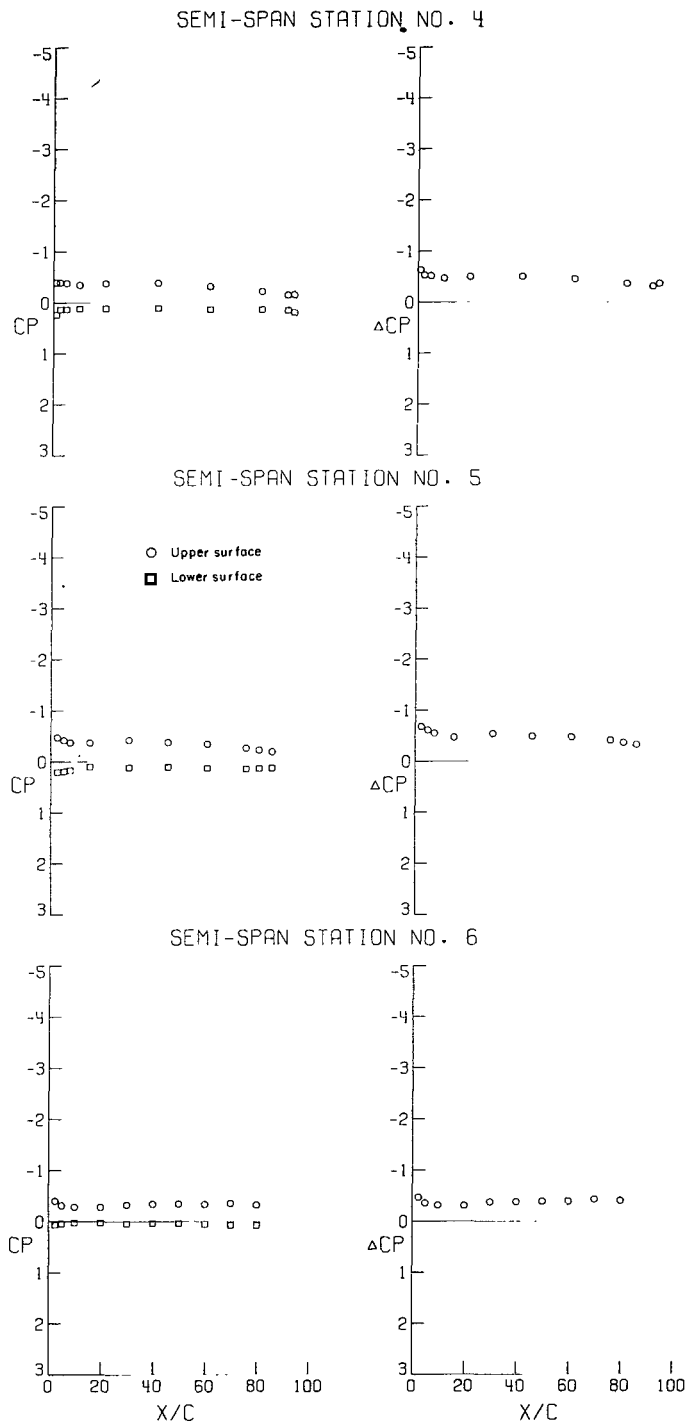 SEMI-SPAN STATION NO. 4
-5 -5
-4 -4
-3 -3
-2 -2
-1 -1
0 0
CP ΔCP
1 1
2 2
3 3
SEMI-SPAN STATION NO. 5
-5 -5
○ Upper surface
-4 -4
□ Lower surface
-3 -3
-2 -2
-1 -1
0 0
CP ΔCP
1 1
2 2
3 3
SEMI-SPAN STATION NO. 6
-5 -5
-4 -4
-3 -3
-2 -2
-1 -1
0 0
CP ΔCP
1 1
2 2
3 3
0 20 40 60 80 100 0 20 40 60 80 100
X/C X/C